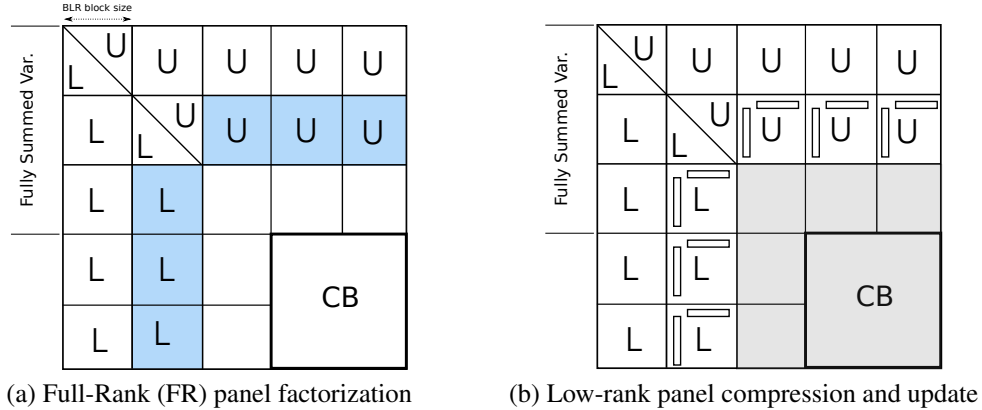 BLR block size
Fully Summed Var.
U U U U U
L
L U U U U
L
L L
L L CB
L L
(a) Full-Rank (FR) panel factorization
Fully Summed Var.
U U U U U
L
L U U U U
L
L L
L L CB
L L
(b) Low-rank panel compression and update